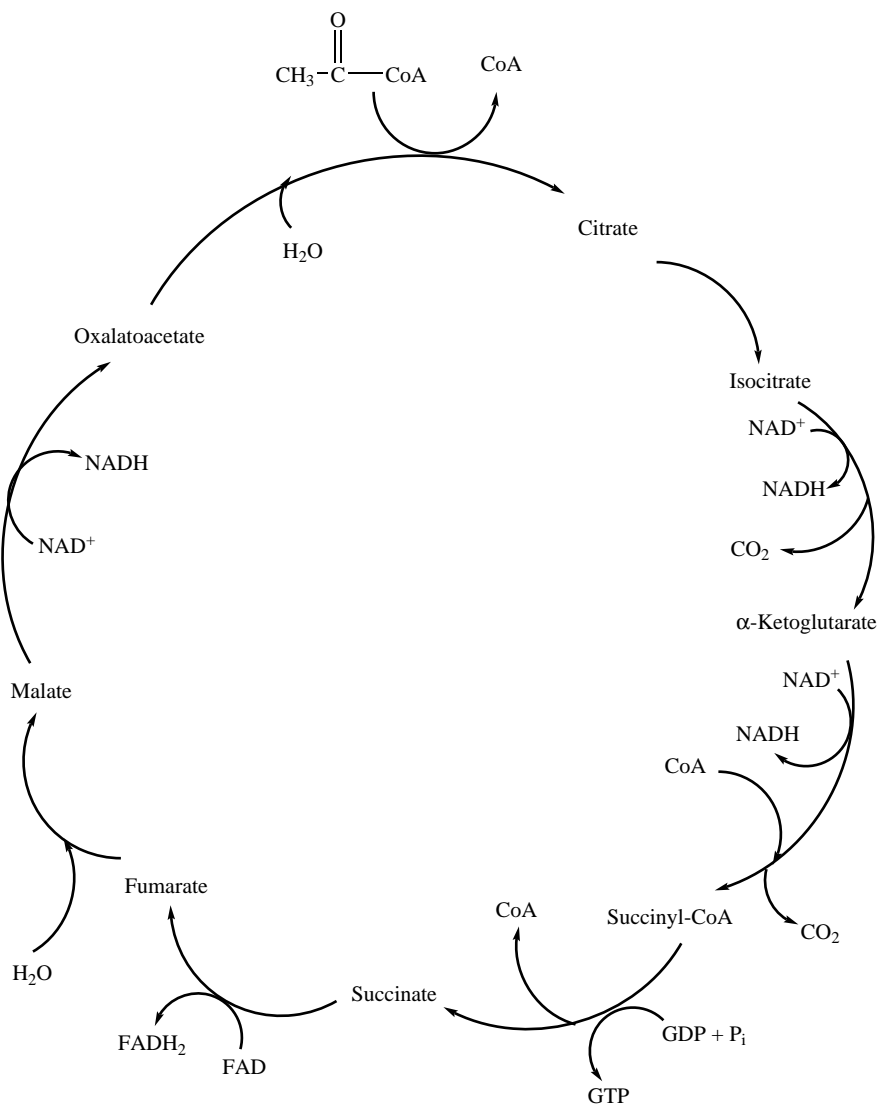 O
CH₃-C-CoA
CoA
H₂O
Citrate
Oxalatoacetate
Isocitrate
NAD⁺
NADH
CO₂
α-Ketoglutarate
NAD⁺
NADH
CoA
CO₂
Succinyl-CoA
CoA
GDP + Pᵢ
GTP
Succinate
FAD
FADH₂
Fumarate
H₂O
Malate
NAD⁺
NADH